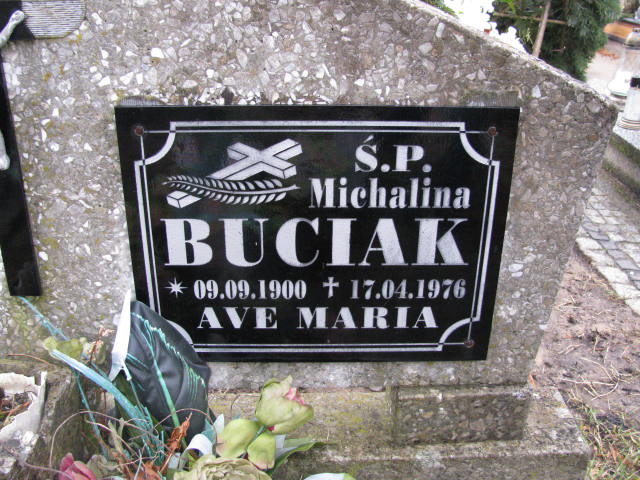 Ś.P.
Michalina
BUCIAK
* 09.09.1900 ✝ 17.04.1976
AVE MARIA